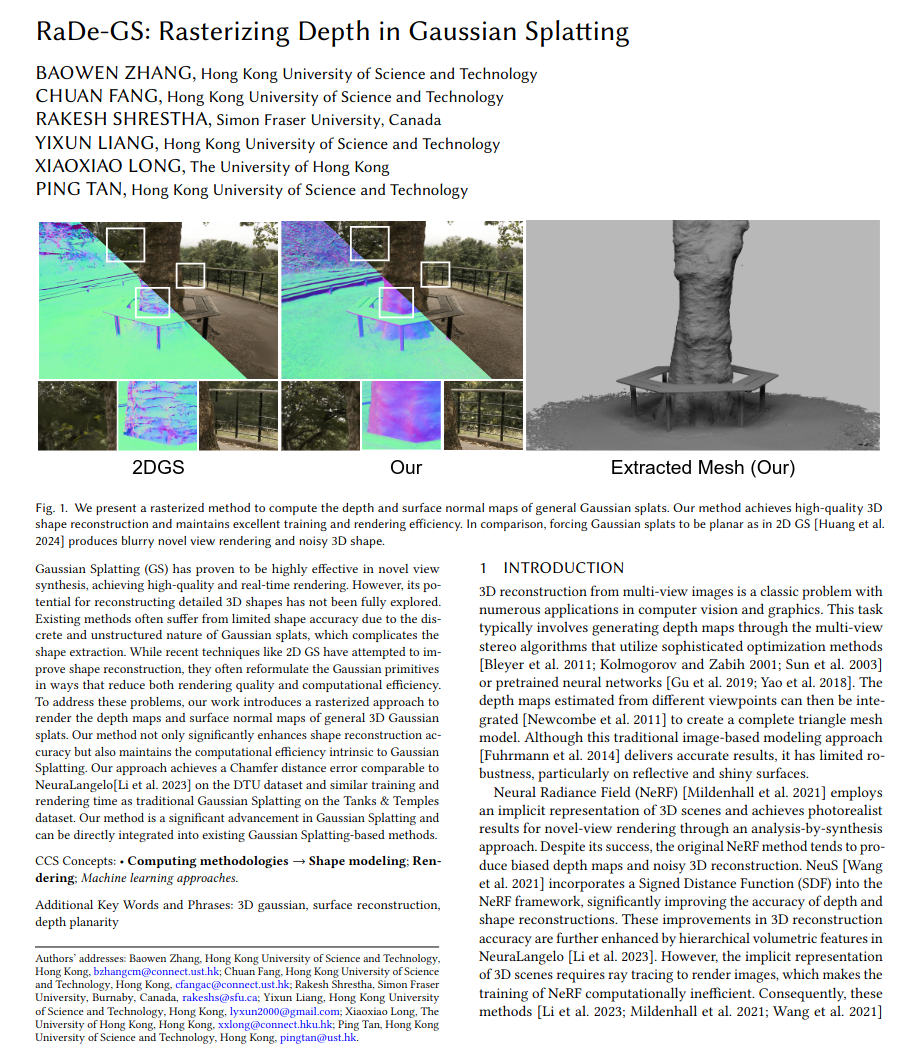 RaDe-GS: Rasterizing Depth in Gaussian Splatting
BAOWEN ZHANG, Hong Kong University of Science and Technology
CHUAN FANG, Hong Kong University of Science and Technology
RAKESH SHRESTHA, Simon Fraser University, Canada
YIXUN LIANG, Hong Kong University of Science and Technology
XIAOXIAO LONG, The University of Hong Kong
PING TAN, Hong Kong University of Science and Technology
2DGS
Our
Extracted Mesh (Our)
Fig. 1. We present a rasterized method to compute the depth and surface normal maps of general Gaussian splats. Our method achieves high-quality 3D
shape reconstruction and maintains excellent training and rendering efficiency. In comparison, forcing Gaussian splats to be planar as in 2D GS [Huang et al.
2024] produces blurry novel view rendering and noisy 3D shape.
Gaussian Splatting (GS) has proven to be highly effective in novel view
synthesis, achieving high-quality and real-time rendering. However, its po-
tential for reconstructing detailed 3D shapes has not been fully explored.
Existing methods often suffer from limited shape accuracy due to the dis-
crete and unstructured nature of Gaussian splats, which complicates the
shape extraction. While recent techniques like 2D GS have attempted to im-
prove shape reconstruction, they often reformulate the Gaussian primitives
in ways that reduce both rendering quality and computational efficiency.
To address these problems, our work introduces a rasterized approach to
render the depth maps and surface normal maps of general 3D Gaussian
splats. Our method not only significantly enhances shape reconstruction ac-
curacy but also maintains the computational efficiency intrinsic to Gaussian
Splatting. Our approach achieves a Chamfer distance error comparable to
NeuraLangelo[Li et al. 2023] on the DTU dataset and similar training and
rendering time as traditional Gaussian Splatting on the Tanks & Temples
dataset. Our method is a significant advancement in Gaussian Splatting and
can be directly integrated into existing Gaussian Splatting-based methods.
CCS Concepts: • Computing methodologies → Shape modeling; Ren-
dering; Machine learning approaches.
Additional Key Words and Phrases: 3D gaussian, surface reconstruction,
depth planarity
Authors' addresses: Baowen Zhang, Hong Kong University of Science and Technology,
Hong Kong, bzhangcm@connect.ust.hk; Chuan Fang, Hong Kong University of Science
and Technology, Hong Kong, cfangac@connect.ust.hk; Rakesh Shrestha, Simon Fraser
University, Burnaby, Canada, rakeshs@sfu.ca; Yixun Liang, Hong Kong University
of Science and Technology, Hong Kong, lyxun2000@gmail.com; Xiaoxiao Long, The
University of Hong Kong, Hong Kong, xxlong@connect.hku.hk; Ping Tan, Hong Kong
University of Science and Technology, Hong Kong, pingtan@ust.hk.
1 INTRODUCTION
3D reconstruction from multi-view images is a classic problem with
numerous applications in computer vision and graphics. This task
typically involves generating depth maps through the multi-view
stereo algorithms that utilize sophisticated optimization methods
[Bleyer et al. 2011; Kolmogorov and Zabih 2001; Sun et al. 2003]
or pretrained neural networks [Gu et al. 2019; Yao et al. 2018]. The
depth maps estimated from different viewpoints can then be inte-
grated [Newcombe et al. 2011] to create a complete triangle mesh
model. Although this traditional image-based modeling approach
[Fuhrmann et al. 2014] delivers accurate results, it has limited ro-
bustness, particularly on reflective and shiny surfaces.
Neural Radiance Field (NeRF) [Mildenhall et al. 2021] employs
an implicit representation of 3D scenes and achieves photorealist
results for novel-view rendering through an analysis-by-synthesis
approach. Despite its success, the original NeRF method tends to pro-
duce biased depth maps and noisy 3D reconstruction. NeuS [Wang
et al. 2021] incorporates a Signed Distance Function (SDF) into the
NeRF framework, significantly improving the accuracy of depth and
shape reconstructions. These improvements in 3D reconstruction
accuracy are further enhanced by hierarchical volumetric features in
NeuraLangelo [Li et al. 2023]. However, the implicit representation
of 3D scenes requires ray tracing to render images, which makes the
training of NeRF computationally inefficient. Consequently, these
methods [Li et al. 2023; Mildenhall et al. 2021; Wang et al. 2021]